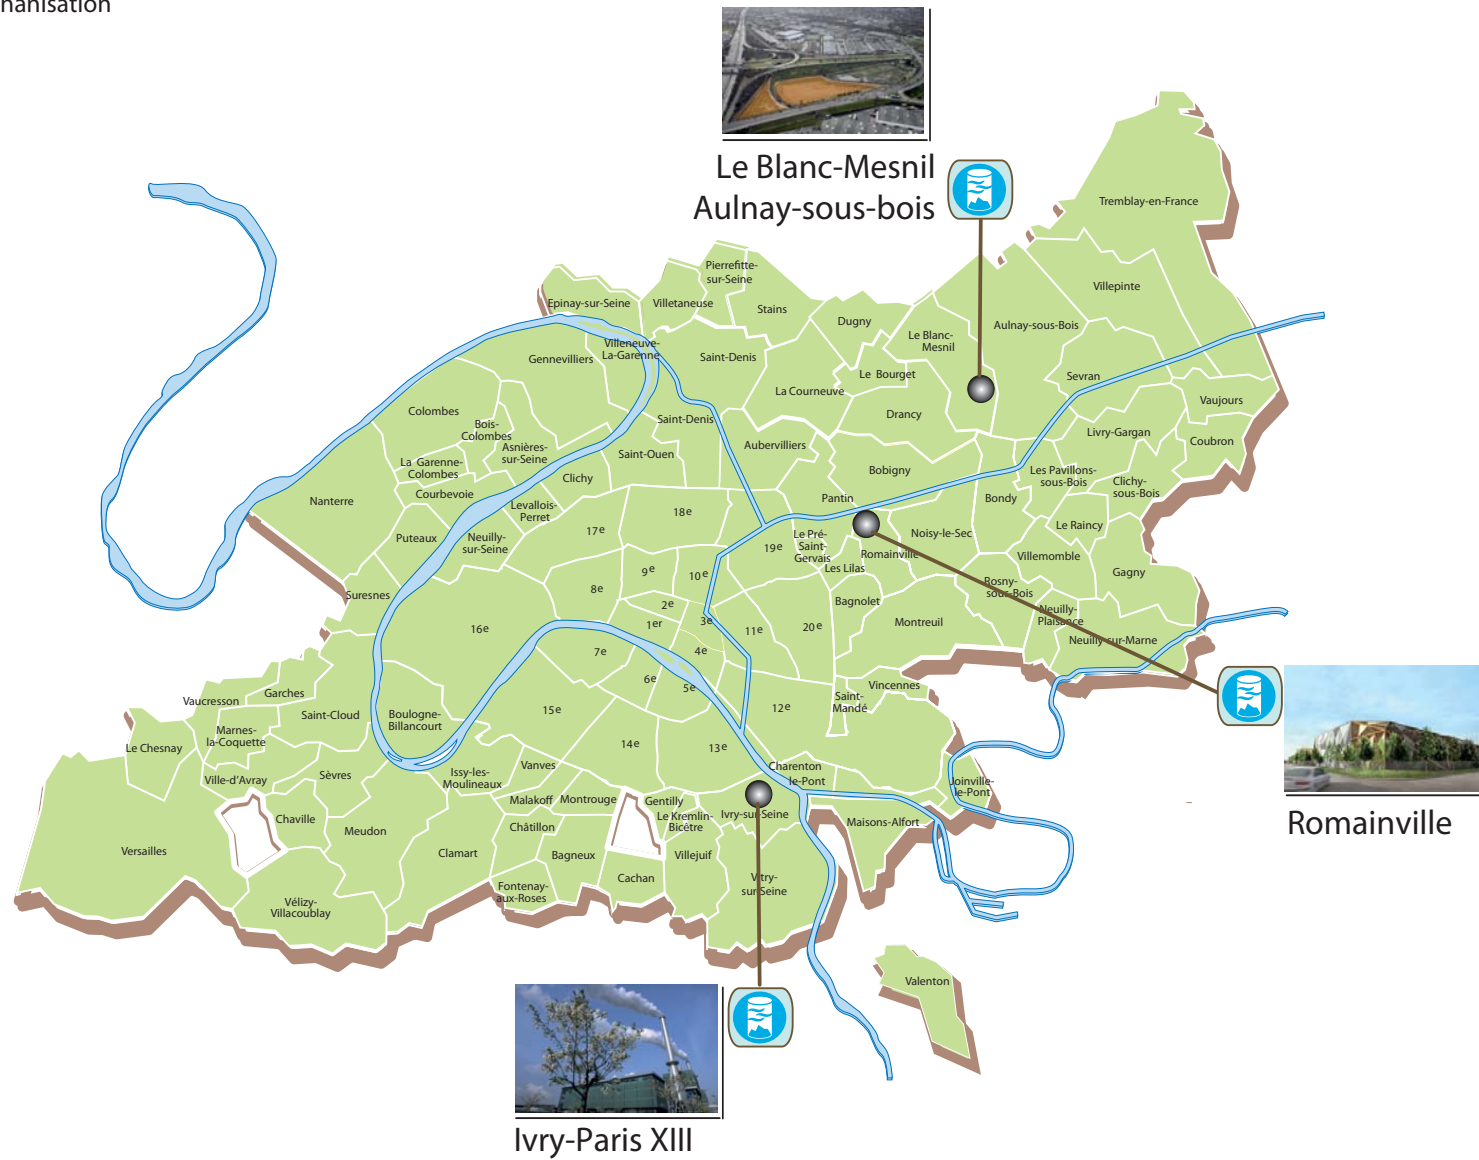 Le Blanc-Mesnil
Aulnay-sous-bois
Tremblay-en-France
Pierrefitte-
sur-Seine
Villepinte
Epinay-sur-Seine
Villetaneuse
Stains
Dugny
Aulnay-sous-Bois
Le Blanc-
Mesnil
Villeneuve-
La-Garenne
Gennevilliers
Saint-Denis
Le Bourget
Sevran
La Courneuve
Vaujours
Colombes
Drancy
Saint-Denis
Bois-
Colombes
Livry-Gargan
Coubron
Asnières-
sur-Seine
Saint-Ouen
Aubervilliers
La Garenne-
Colombes
Bobigny
Les Pavillons-
sous-Bois
Clichy
Clichy-
sous-Bois
Courbevoie
Nanterre
Levallois-
Perret
Pantin
Bondy
18e
17e
Le Raincy
Puteaux
Neuilly-
sur-Seine
Le Pré-
Saint-
Gervais
19e
Noisy-le-Sec
Romainville
Villemomble
Les Lilas
9e
10e
Gagny
8e
Rosny-
sous-Bois
Suresnes
2e
Bagnolet
Neuilly-
Plaisance
1er
3e
Montreuil
16e
11e
20e
Neuilly-sur-Marne
7e
4e
6e
5e
Vincennes
Garches
Vaucresson
Saint-
Mandé
15e
12e
Saint-Cloud
Boulogne-
Billancourt
Marnes-
la-Coquette
14e
13e
Le Chesnay
Vanves
Charenton
le-Pont
Sèvres
Issy-les-
Moulineaux
Ville-d'Avray
Joinville-
le-Pont
Malakoff
Montrouge
Gentilly
Chaville
Le Kremlin-
Bicêtre
Ivry-sur-Seine
Maisons-Alfort
Romainville
Meudon
Châtillon
Versailles
Clamart
Bagneux
Villejuif
Cachan
Vitry-
sur-Seine
Fontenay-
aux-Roses
Vélizy-
Villacoublay
Valenton
Ivry-Paris XIII